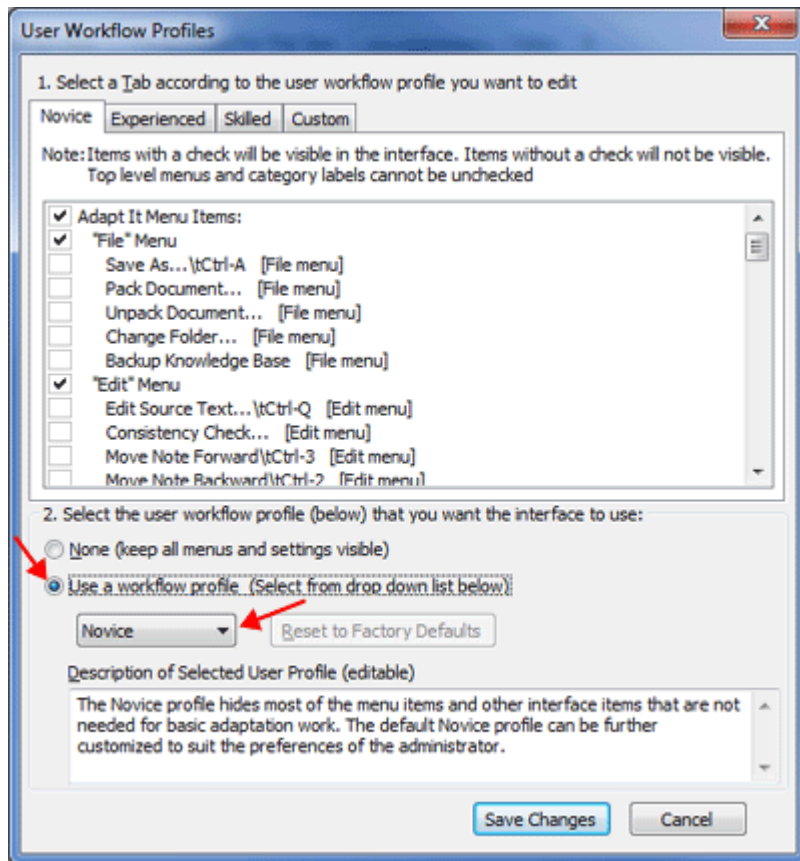 User Workflow Profiles
1. Select a Tab according to the user workflow profile you want to edit
Novice Experienced Skilled Custom
Note: Items with a check will be visible in the interface. Items without a check will not be visible.
Top level menus and category labels cannot be unchecked
Adapt It Menu Items:
"File" Menu
Save As...\tCtrl-A [File menu]
Pack Document... [File menu]
Unpack Document... [File menu]
Change Folder... [File menu]
Backup Knowledge Base [File menu]
"Edit" Menu
Edit Source Text...\tCtrl-Q [Edit menu]
Consistency Check... [Edit menu]
Move Note Forward\tCtrl-3 [Edit menu]
Move Note Backward\tCtrl-2 [Edit menu]
2. Select the user workflow profile (below) that you want the interface to use:
None (keep all menus and settings visible)
Use a workflow profile (Select from drop down list below)
Novice Reset to Factory Defaults
Description of Selected User Profile (editable)
The Novice profile hides most of the menu items and other interface items that are not
needed for basic adaptation work. The default Novice profile can be further
customized to suit the preferences of the administrator.
Save Changes Cancel